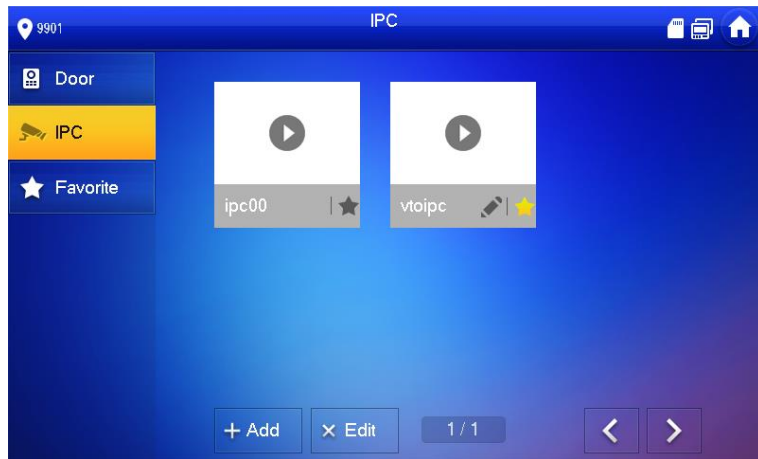 9901
IPC
Door
IPC
Favorite
ipc00
vtoipc
+ Add
× Edit
1/1